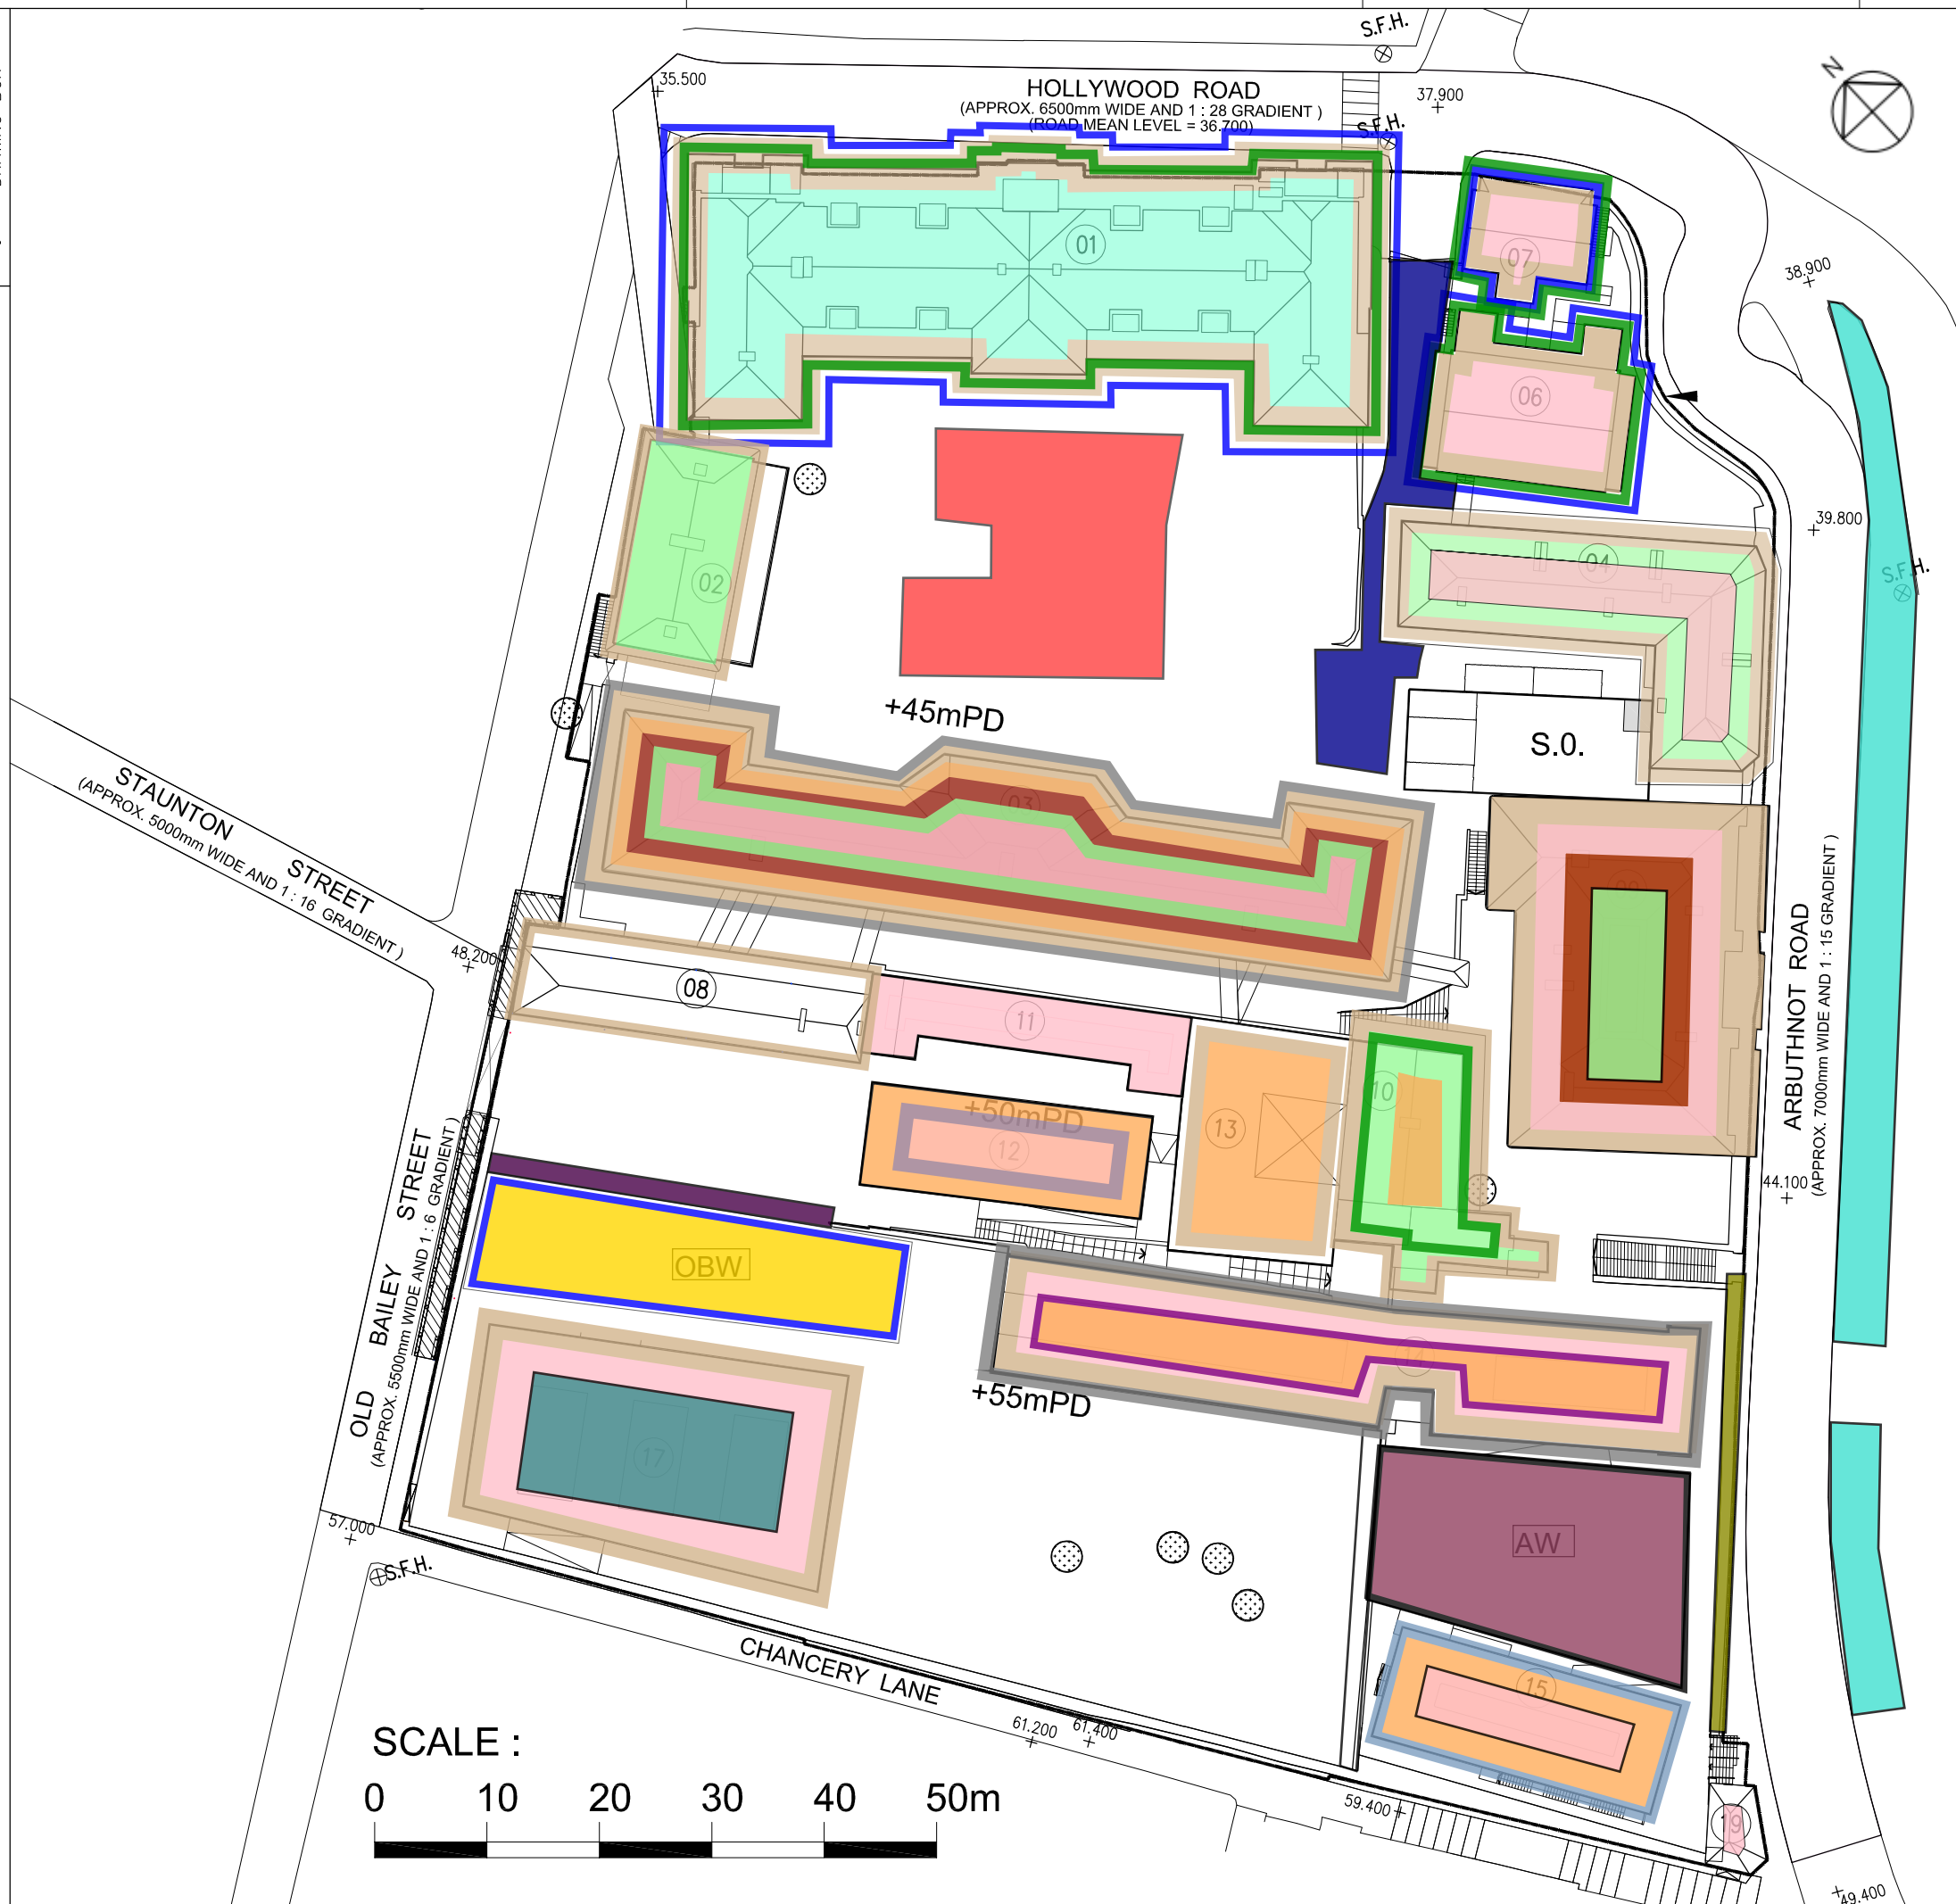 S.F.H.
35.500
HOLLYWOOD ROAD
(APPROX. 6500mm WIDE AND 1 : 28 GRADIENT )
(ROAD MEAN LEVEL = 36.700)
37.900
S.F.H.
N
01
07
38.900
06
39.800
04
S.F.H.
02
+45mPD
S.O.
03
STAUNTON STREET
(APPROX. 5000mm WIDE AND 1 : 16 GRADIENT )
48.200
08
11
10
13
+50mPD
12
ARBUTHNOT ROAD
(APPROX. 7000mm WIDE AND 1 : 15 GRADIENT )
44.100
OLD BAILEY STREET
(APPROX. 5500mm WIDE AND 1 : 6 GRADIENT )
OBW
+55mPD
17
AW
57.000
S.F.H.
CHANCERY LANE
15
61.200
61.400
59.400
19
49.400
SCALE :
0 10 20 30 40 50m